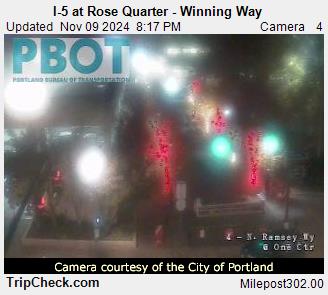 I-5 at Rose Quarter - Winning Way
Updated Nov 09 2024 8:17 PM Camera 4
PBOT
PORTLAND BUREAU OF TRANSPORTATION
4 - N. Ramsey Wy
@ One Ctr
Camera courtesy of the City of Portland
TripCheck.com Milepost302.00